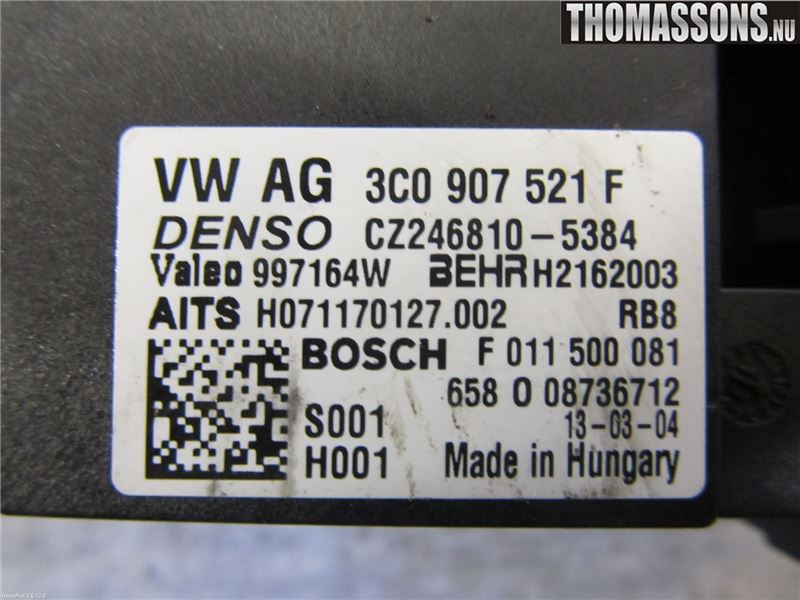 THOMASSONS.NU
VW AG 3C0 907 521 F
DENSO CZ246810-5384
Valeo 997164W BEHR H2162003
AITS H071170127.002 RB8
BOSCH F 011 500 081
658 0 08736712
S001 13-03-04
H001 Made in Hungary